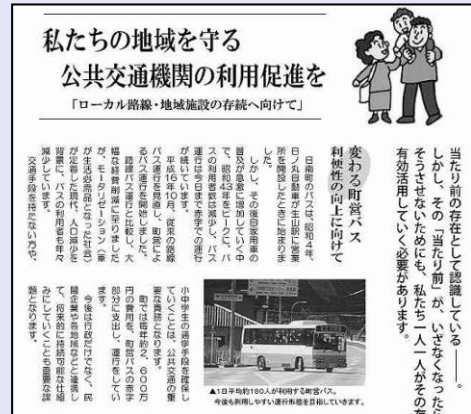 私たちの地域を守る
公共交通機関の利用促進を
「ローカル路線・地域施設の存続へ向けて」
当たり前の存在として認識している――。
しかし、その「当たり前」が、いざなくなったら
そうさせないためにも、私たち一人一人がその存
有効活用していく必要があります。
変わる町営バス
利便性の向上に向けて
日南町のバスは、昭和4年、
日ノ丸自動車が生山駅に営業
所を開設したときに始まりま
した。
しかし、その後自家用車の
普及が急激に増加していく中
で、昭和43年をピークに、バ
スの利用者数は減少し、バス
運行は今日まで赤字での運行
が続いています。
平成16年10月、従来の路線
バス運行を見直し、町営によ
るバス運行を開始しました。
路線バス運行と比較し、大
幅な経費削減になりました
が、モータリゼーション（車
が生活必需品となった社会）
が定着した現代、人口減少を
背景に、バスの利用者も年々
減少しています。
交通手段を持たない方や、
小中学生の通学手段を確保し
ていくことは、公共交通の重
要な責務となります。
町では毎年約2,600万
円の費用を、町営バスの赤字
部分に支出し、運行をしてい
ます。
今後は行政だけでなく、民
間企業や各地域などと連携し
て、将来的に持続可能な仕組
みにしていくことも重要な課
題となります。
▲1日平均約180人が利用する町営バス。
今後も利用しやすい運行形態を目指していきます。